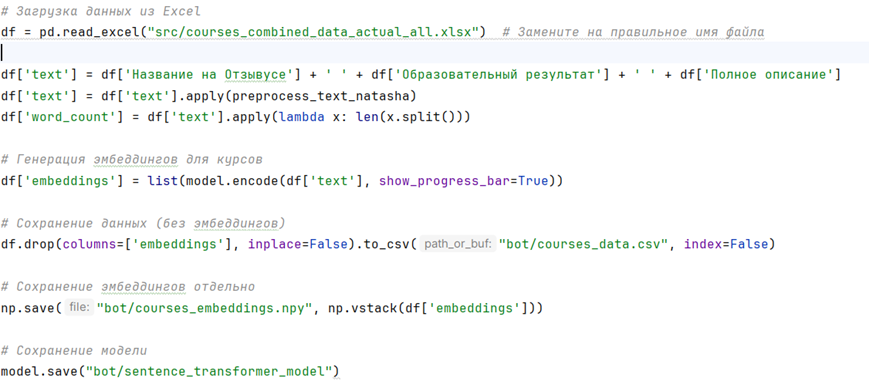 # Загрузка данных из Excel
df = pd.read_excel("src/courses_combined_data_actual_all.xlsx")  # Замените на правильное имя файла
df['text'] = df['Название на Отзывусе'] + ' ' + df['Образовательный результат'] + ' ' + df['Полное описание']
df['text'] = df['text'].apply(preprocess_text_natasha)
df['word_count'] = df['text'].apply(lambda x: len(x.split()))
# Генерация эмбеддингов для курсов
df['embeddings'] = list(model.encode(df['text'], show_progress_bar=True))
# Сохранение данных (без эмбеддингов)
df.drop(columns=['embeddings'], inplace=False).to_csv( path_or_buf: "bot/courses_data.csv", index=False)
# Сохранение эмбеддингов отдельно
np.save( file: "bot/courses_embeddings.npy", np.vstack(df['embeddings']))
# Сохранение модели
model.save("bot/sentence_transformer_model")